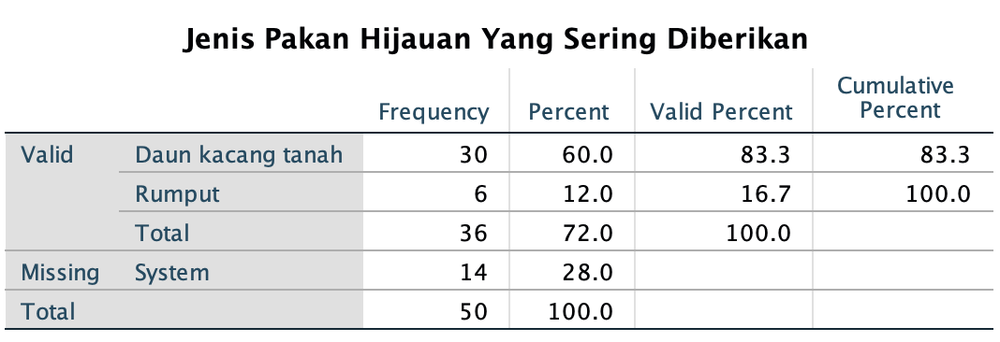 Jenis Pakan Hijauan Yang Sering Diberikan
Frequency Percent Valid Percent Cumulative Percent
Valid Daun kacang tanah 30 60.0 83.3 83.3
Rumput 6 12.0 16.7 100.0
Total 36 72.0 100.0
Missing System 14 28.0
Total 50 100.0